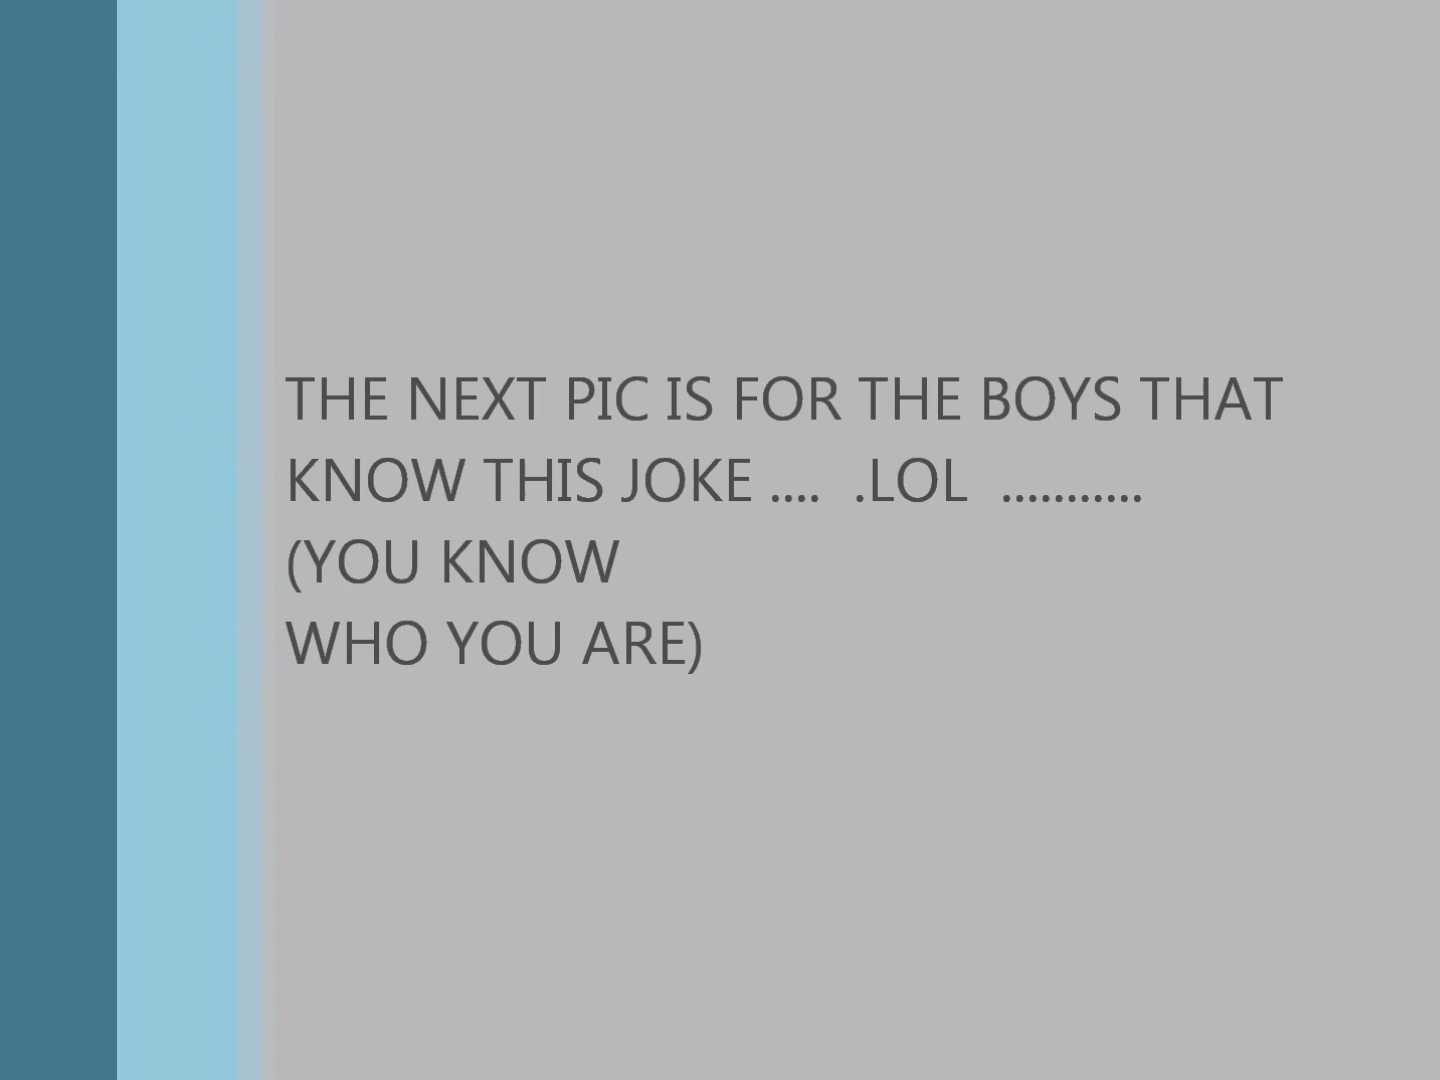 THE NEXT PIC IS FOR THE BOYS THAT
KNOW THIS JOKE ....  .LOL  ...........
(YOU KNOW
WHO YOU ARE)